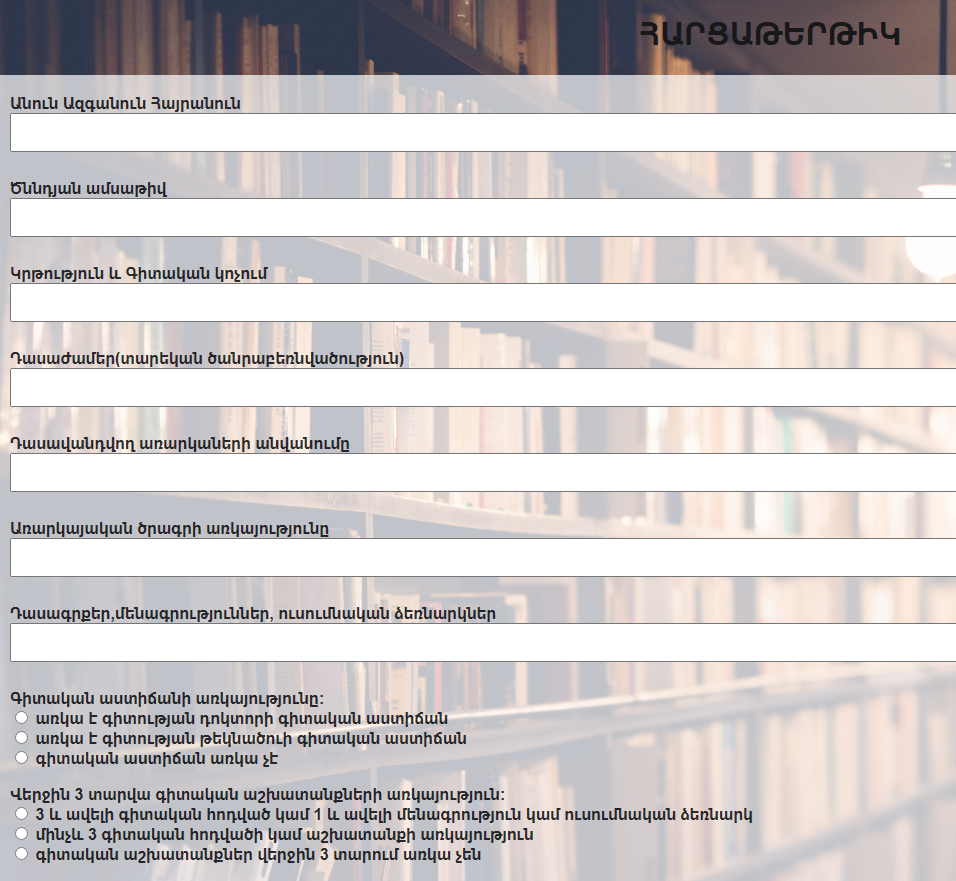 ՀԱՐՑԱԹԵՐԹԻԿ
Անուն Ազգանուն Հայրանուն
Ծննդյան ամսաթիվ
Կրթություն և Գիտական կոչում
Դասաժամեր(տարեկան ծանրաբեռնվածություն)
Դասավանդվող առարկաների անվանումը
Առարկայական ծրագրի առկայությունը
Դասագրքեր,մենագրություններ, ուսումնական ձեռնարկներ
Գիտական աստիճանի առկայությունը:
առկա է գիտության դոկտորի գիտական աստիճան
առկա է գիտության թեկնածուի գիտական աստիճան
գիտական աստիճան առկա չէ
Վերջին 3 տարվա գիտական աշխատանքների առկայություն:
3 և ավելի գիտական հոդված կամ 1 և ավելի մենագրություն կամ ուսումնական ձեռնարկ
մինչև 3 գիտական հոդվածի կամ աշխատանքի առկայություն
գիտական աշխատանքներ վերջին 3 տարում առկա չեն